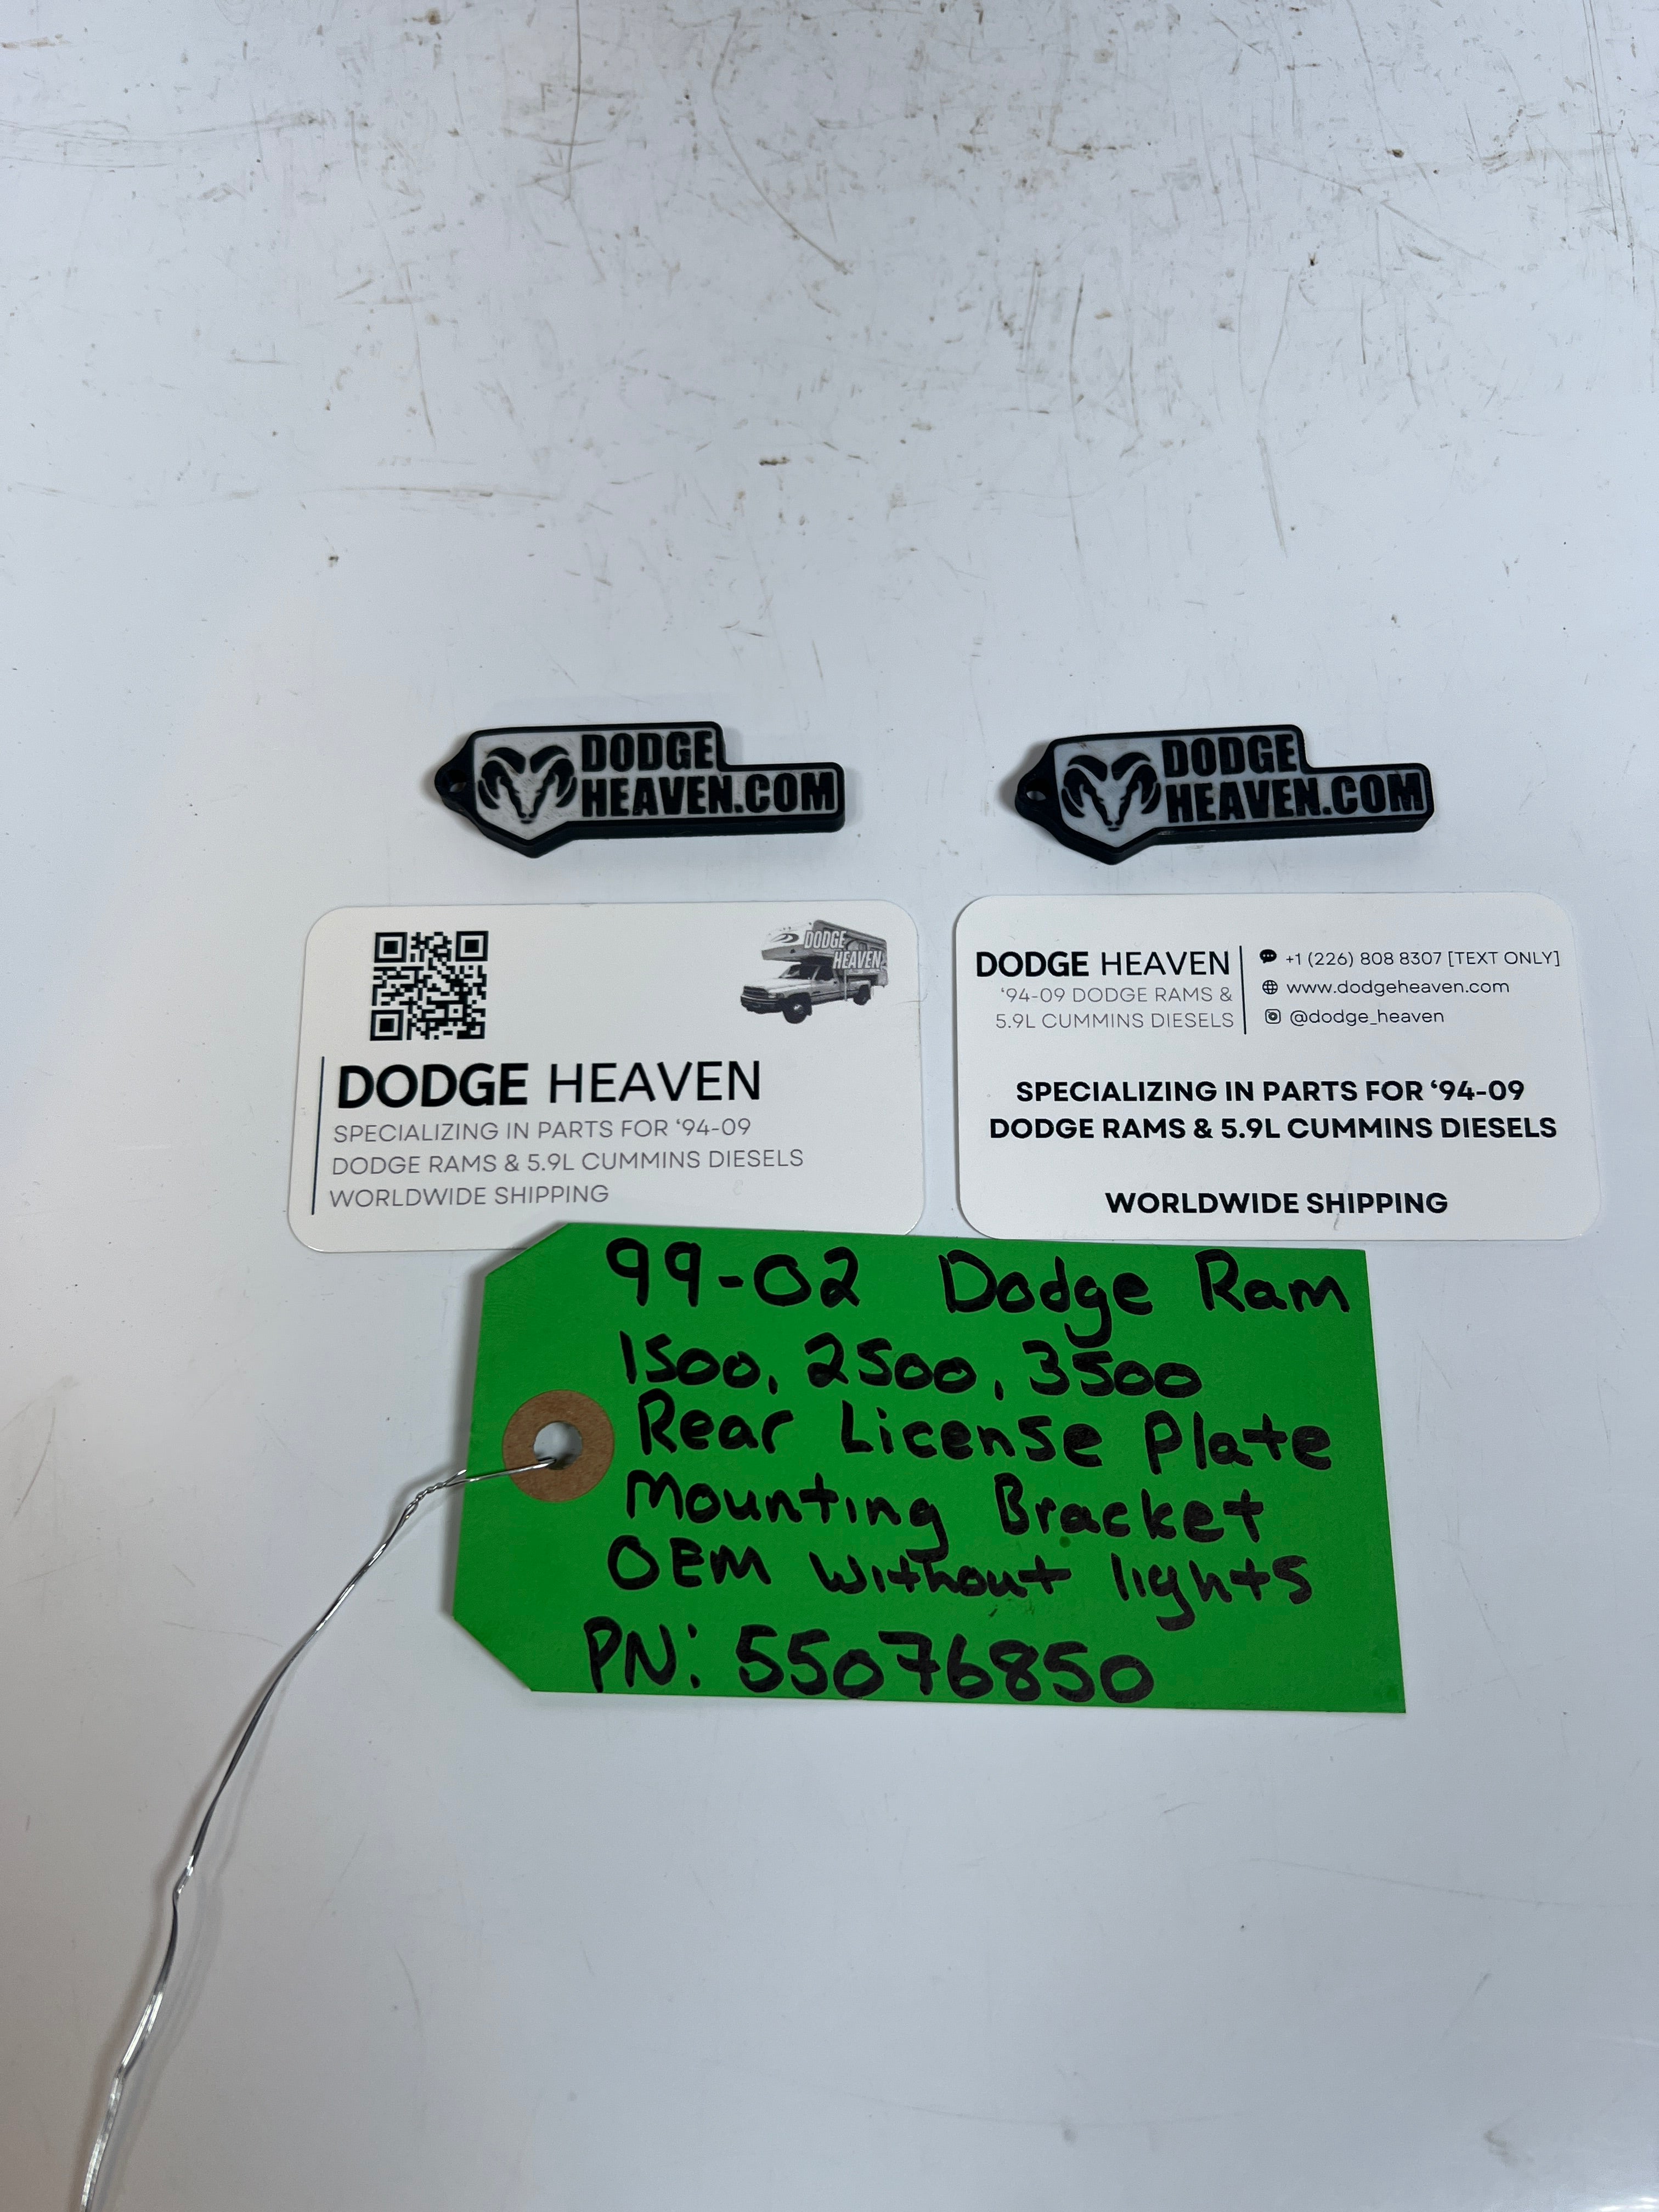 DODGE
HEAVEN.COM
DODGE
HEAVEN.COM
DODGE
HEAVEN
DODGE HEAVEN
SPECIALIZING IN PARTS FOR ‘94-09
DODGE RAMS & 5.9L CUMMINS DIESELS
WORLDWIDE SHIPPING
DODGE HEAVEN
‘94-09 DODGE RAMS &
5.9L CUMMINS DIESELS
+1 (226) 808 8307 [TEXT ONLY]
www.dodgeheaven.com
@dodge_heaven
SPECIALIZING IN PARTS FOR ‘94-09
DODGE RAMS & 5.9L CUMMINS DIESELS
WORLDWIDE SHIPPING
99-02 Dodge Ram
1500, 2500, 3500
Rear License Plate
Mounting Bracket
OEM without lights
PN: 55076850